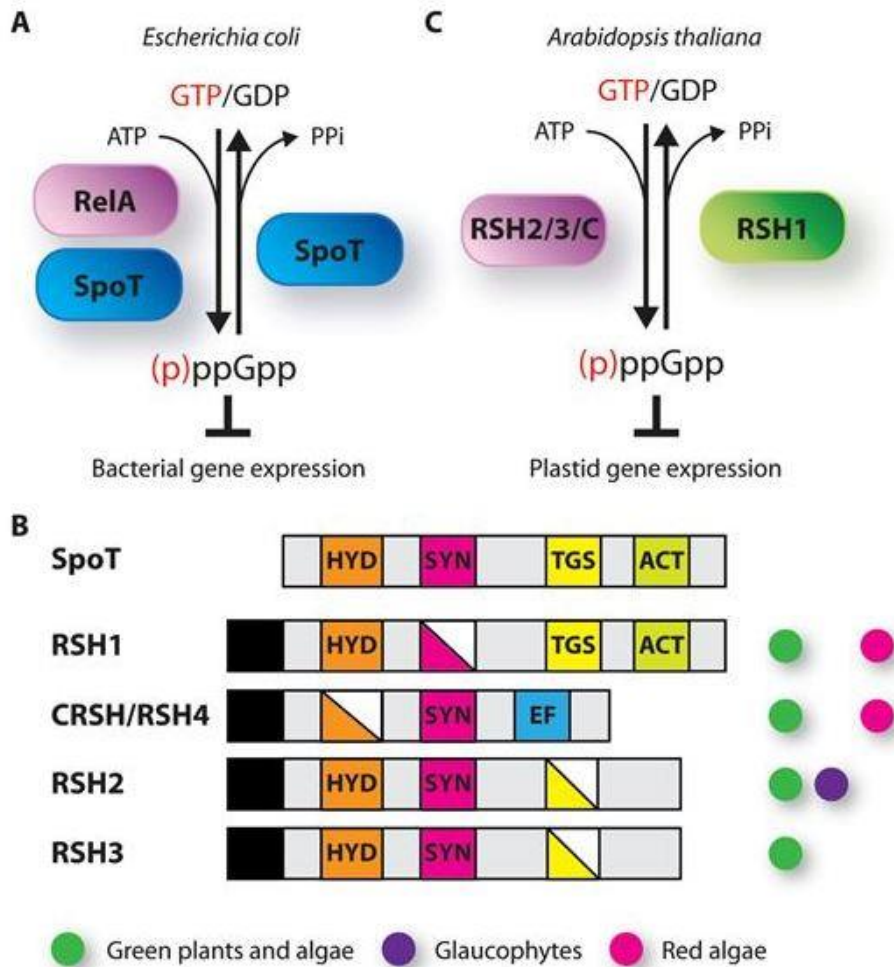 A
Escherichia coli
GTP/GDP
ATP
PPi
RelA
SpoT
SpoT
(p)ppGpp
Bacterial gene expression
C
Arabidopsis thaliana
GTP/GDP
ATP
PPi
RSH2/3/C
RSH1
(p)ppGpp
Plastid gene expression
B
SpoT HYD SYN TGS ACT
RSH1 HYD TGS ACT
CRSH/RSH4 SYN EF
RSH2 HYD SYN
RSH3 HYD SYN
Green plants and algae Glaucophytes Red algae